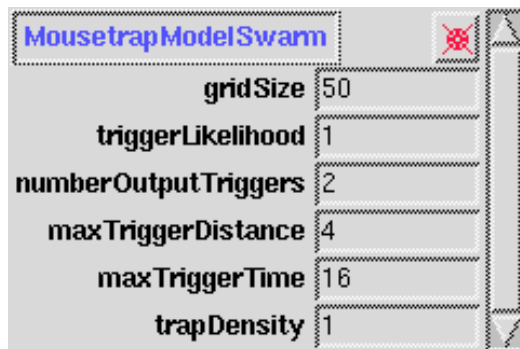 MousetrapModelSwarm
gridSize 50
triggerLikelihood 1
numberOutputTriggers 2
maxTriggerDistance 4
maxTriggerTime 16
trapDensity 1